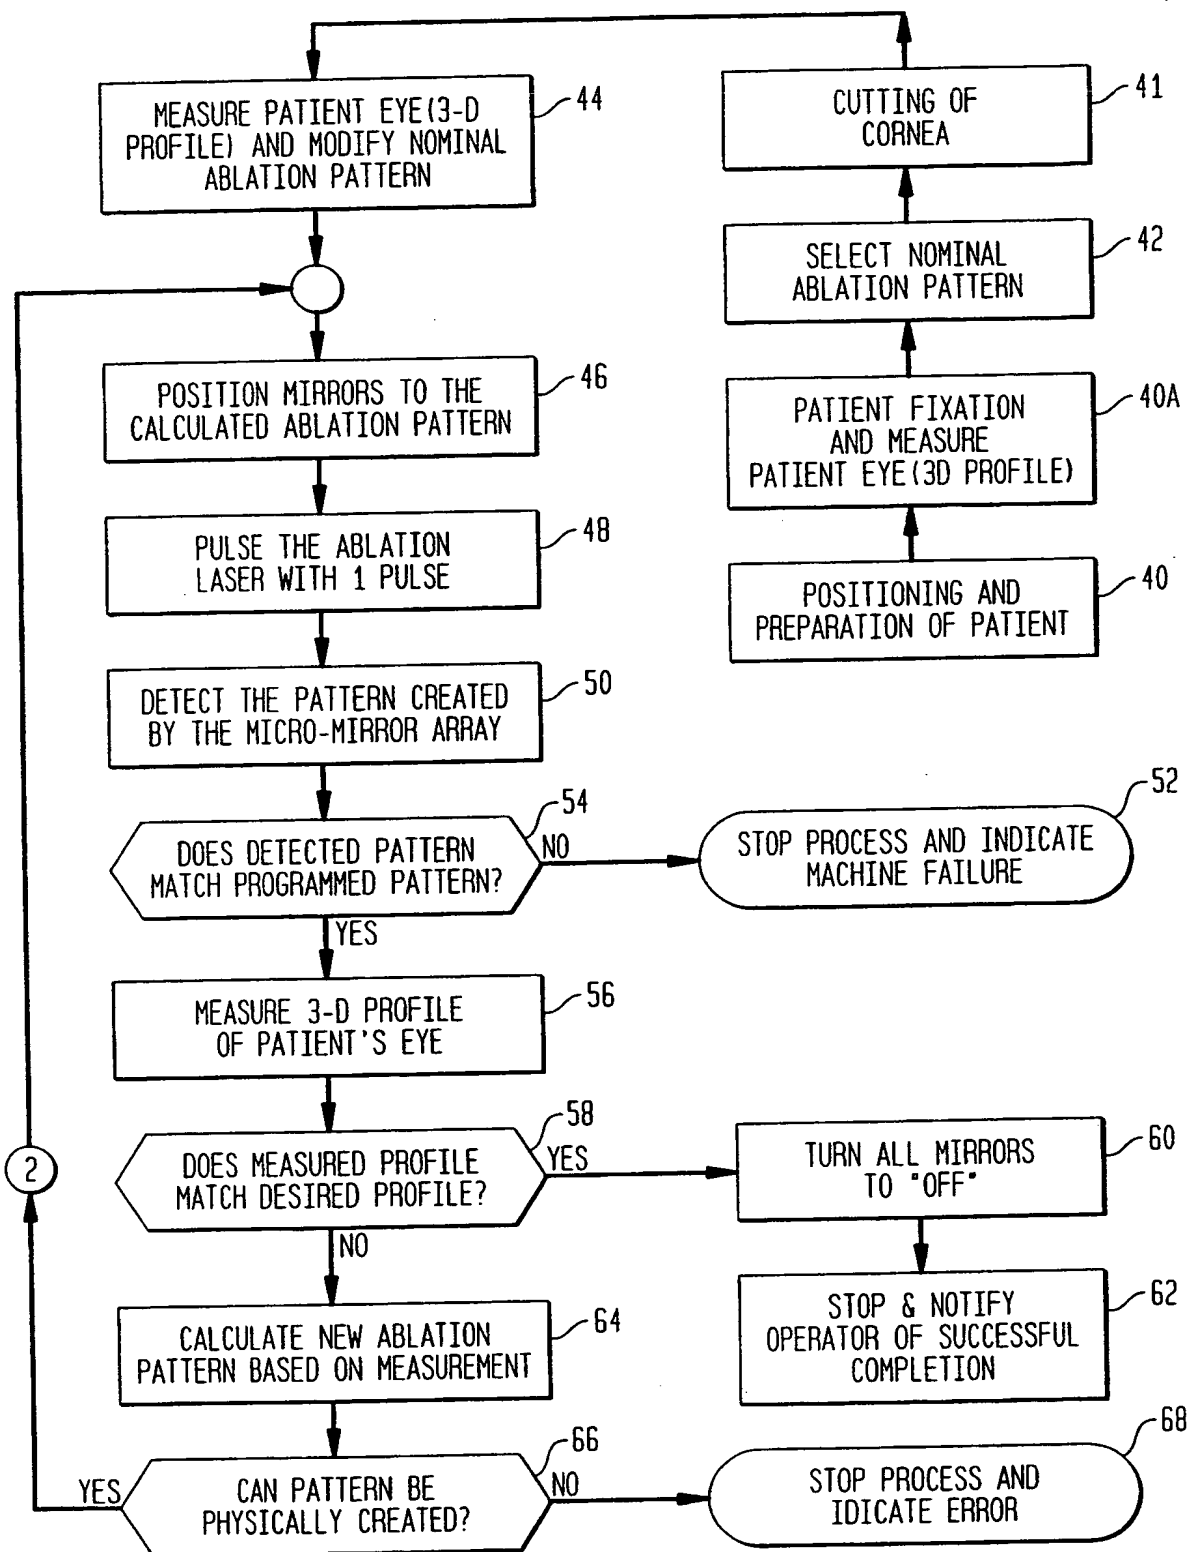 MEASURE PATIENT EYE(3-D
PROFILE) AND MODIFY NOMINAL
ABLATION PATTERN
44
CUTTING OF
CORNEA
41
SELECT NOMINAL
ABLATION PATTERN
42
PATIENT FIXATION
AND MEASURE
PATIENT EYE(3D PROFILE)
40A
POSITIONING AND
PREPARATION OF PATIENT
40
POSITION MIRRORS TO THE
CALCULATED ABLATION PATTERN
46
PULSE THE ABLATION
LASER WITH 1 PULSE
48
DETECT THE PATTERN CREATED
BY THE MICRO-MIRROR ARRAY
50
DOES DETECTED PATTERN
MATCH PROGRAMMED PATTERN?
54
NO
STOP PROCESS AND INDICATE
MACHINE FAILURE
52
YES
MEASURE 3-D PROFILE
OF PATIENT'S EYE
56
DOES MEASURED PROFILE
MATCH DESIRED PROFILE?
58
YES
TURN ALL MIRRORS
TO "OFF"
60
STOP & NOTIFY
OPERATOR OF SUCCESSFUL
COMPLETION
62
NO
CALCULATE NEW ABLATION
PATTERN BASED ON MEASUREMENT
64
CAN PATTERN BE
PHYSICALLY CREATED?
66
NO
STOP PROCESS AND
IDICATE ERROR
68
YES
2